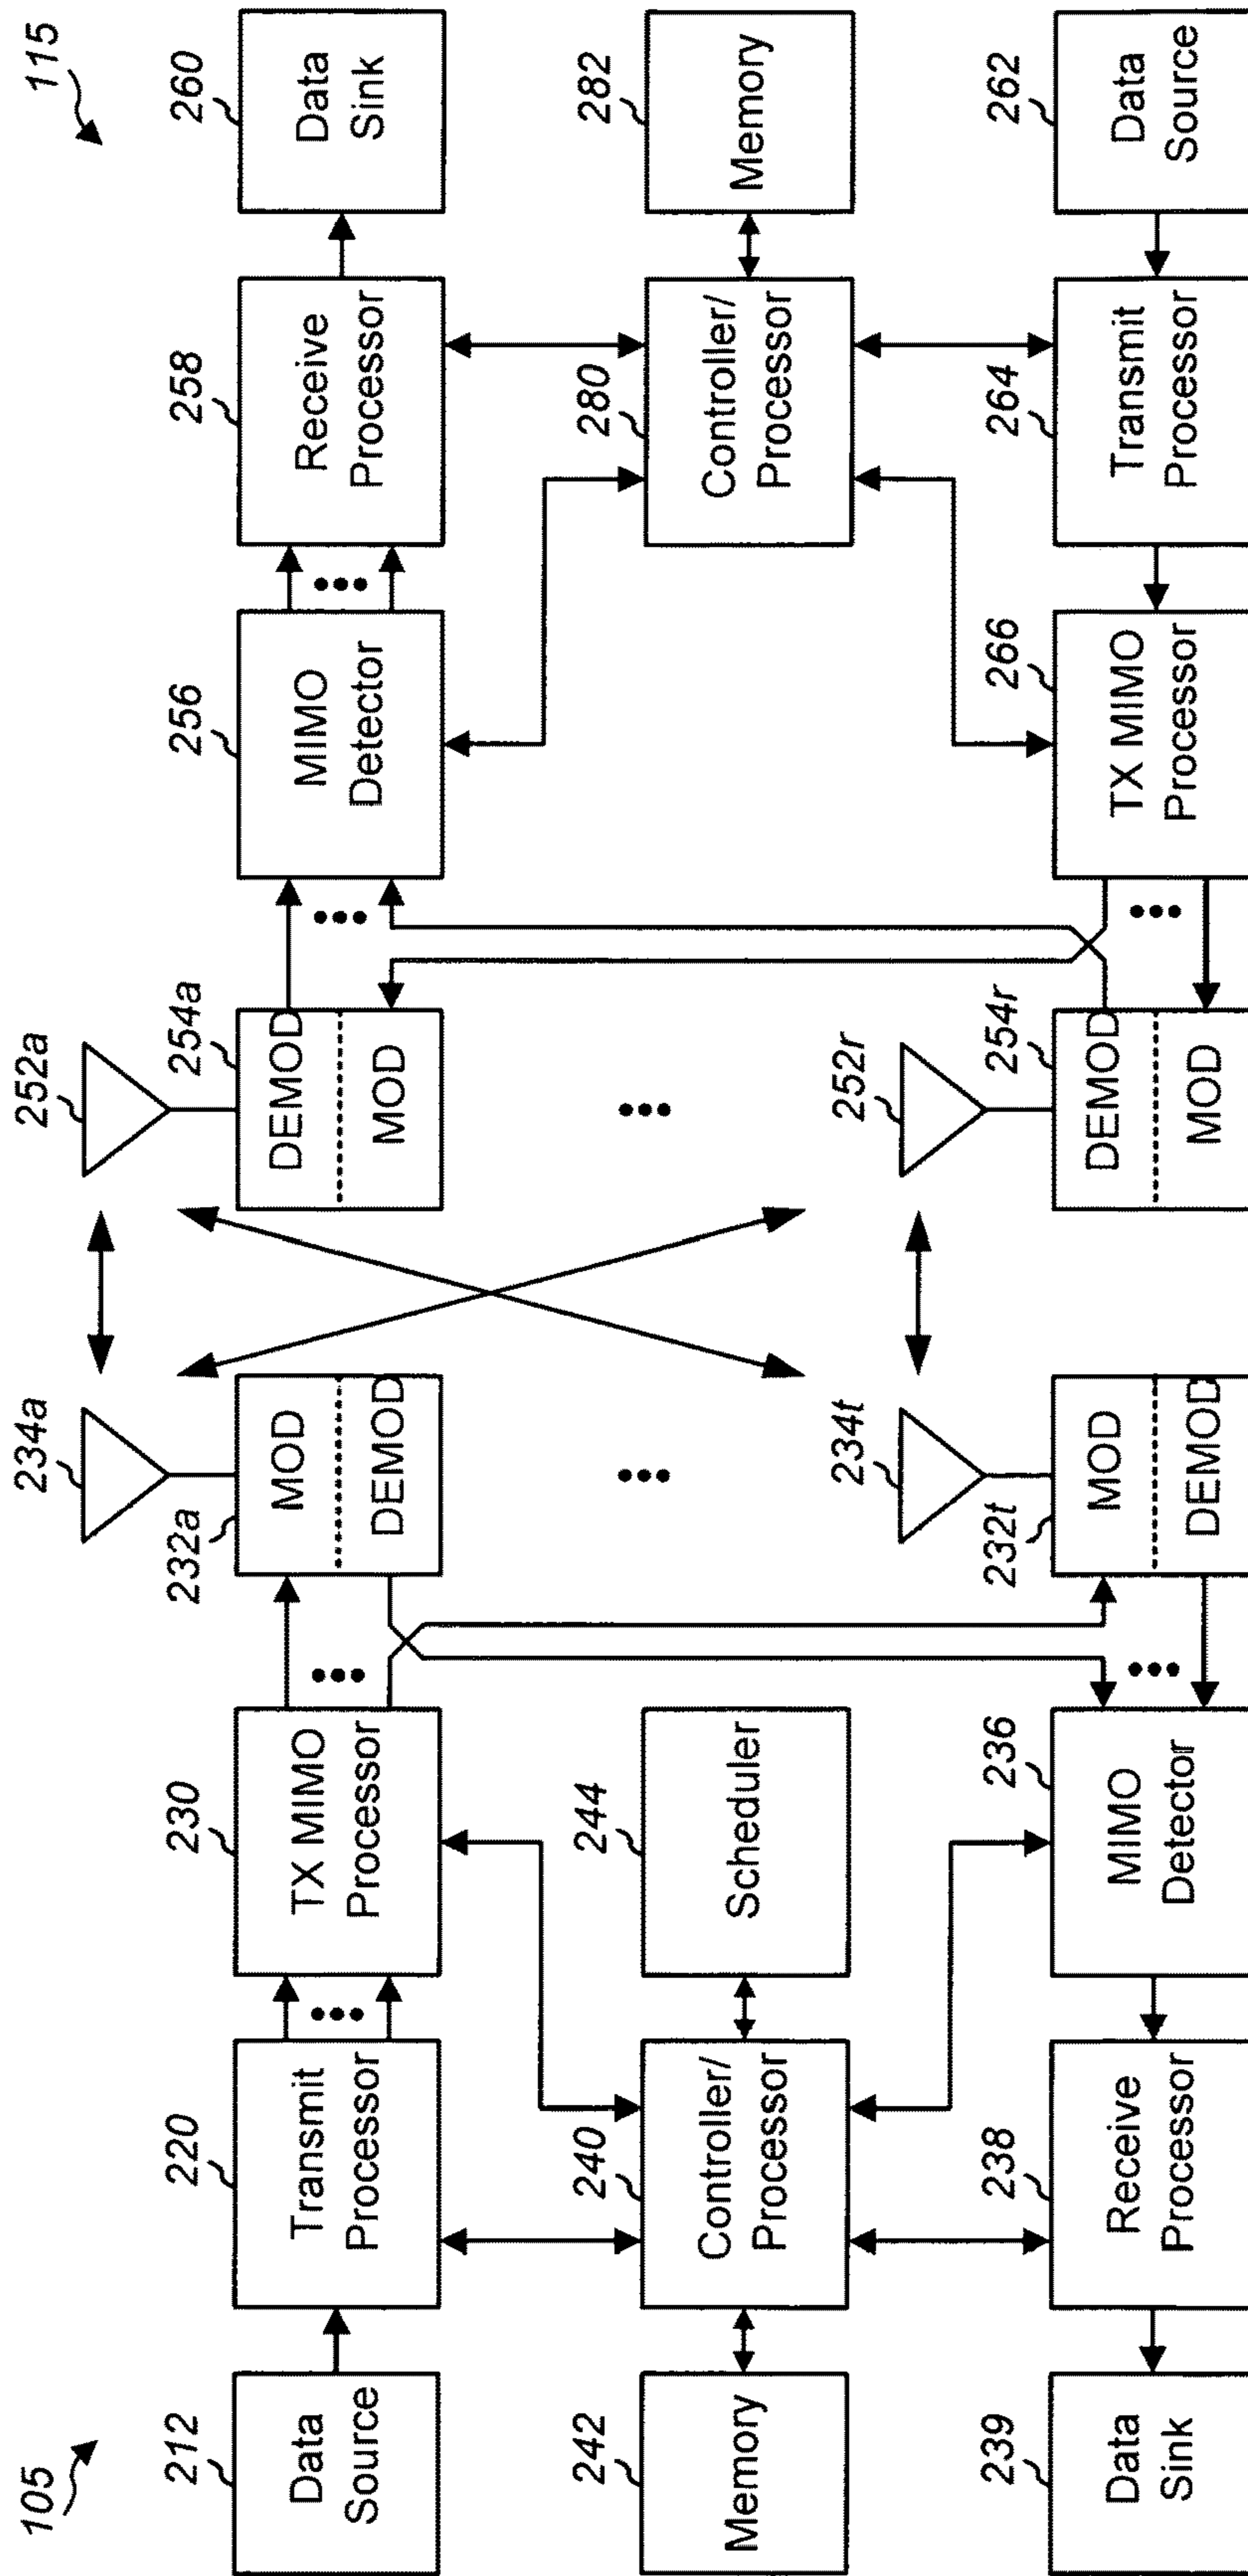 105
115
212
Data
Source
220
Transmit
Processor
230
TX MIMO
Processor
232a
MOD
DEMOD
234a
252a
254a
DEMOD
MOD
256
MIMO
Detector
258
Receive
Processor
260
Data
Sink
242
Memory
240
Controller/
Processor
244
Scheduler
280
Controller/
Processor
282
Memory
239
Data
Sink
238
Receive
Processor
236
MIMO
Detector
232t
MOD
DEMOD
234t
252r
254r
DEMOD
MOD
266
TX MIMO
Processor
264
Transmit
Processor
262
Data
Source